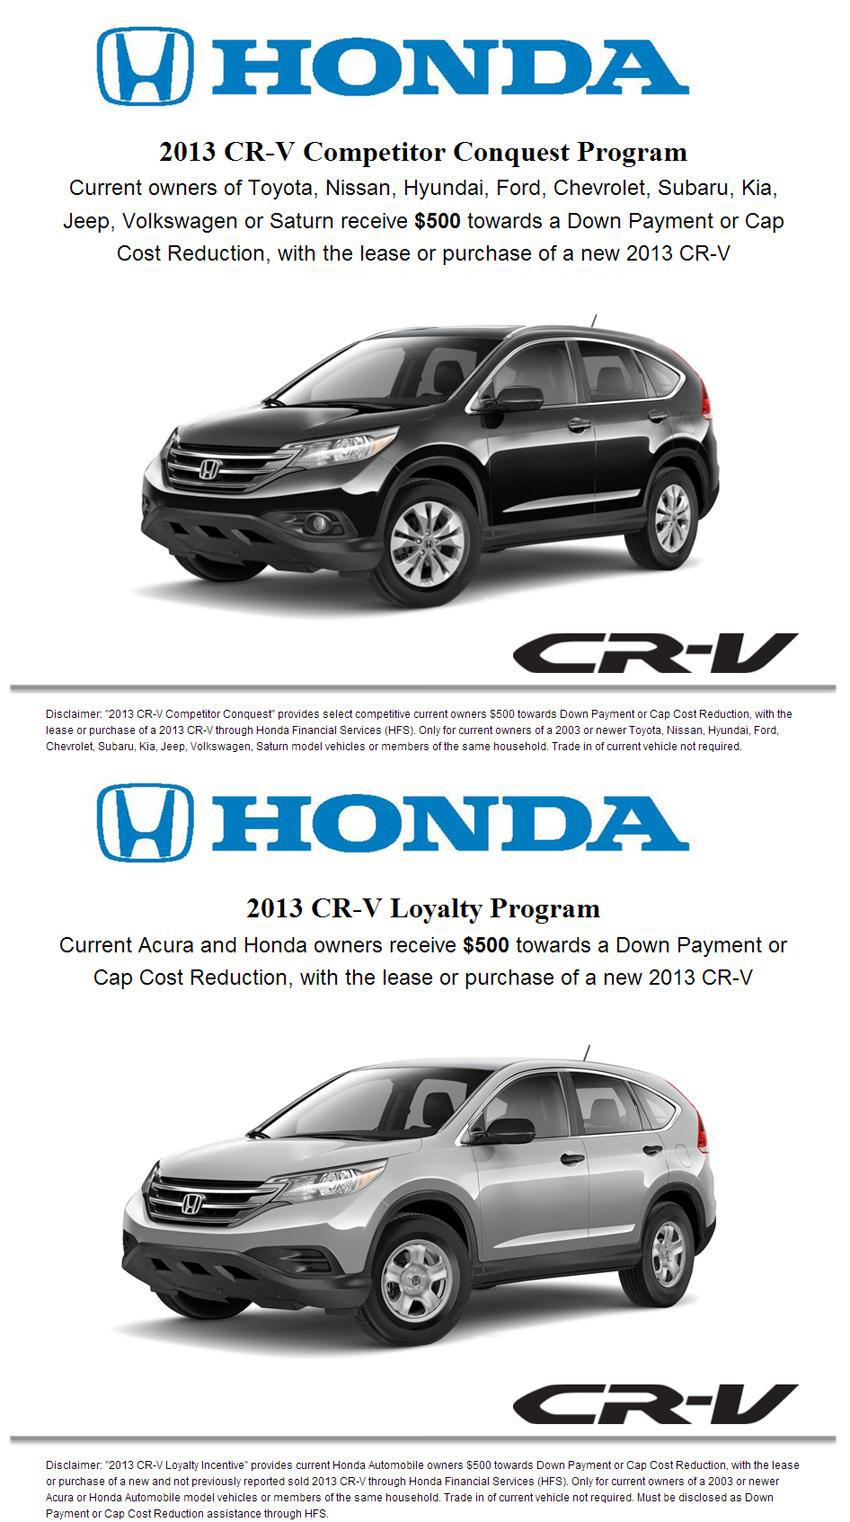 HONDA
2013 CR-V Competitor Conquest Program
Current owners of Toyota, Nissan, Hyundai, Ford, Chevrolet, Subaru, Kia,
Jeep, Volkswagen or Saturn receive $500 towards a Down Payment or Cap
Cost Reduction, with the lease or purchase of a new 2013 CR-V
CR-V
Disclaimer: "2013 CR-V Competitor Conquest" provides select competitive current owners $500 towards Down Payment or Cap Cost Reduction, with the
lease or purchase of a 2013 CR-V through Honda Financial Services (HFS). Only for current owners of a 2003 or newer Toyota, Nissan, Hyundai, Ford,
Chevrolet, Subaru, Kia, Jeep, Volkswagen, Saturn model vehicles or members of the same household. Trade in of current vehicle not required.
HONDA
2013 CR-V Loyalty Program
Current Acura and Honda owners receive $500 towards a Down Payment or
Cap Cost Reduction, with the lease or purchase of a new 2013 CR-V
CR-V
Disclaimer: "2013 CR-V Loyalty Incentive" provides current Honda Automobile owners $500 towards Down Payment or Cap Cost Reduction, with the lease
or purchase of a new and not previously reported sold 2013 CR-V through Honda Financial Services (HFS). Only for current owners of a 2003 or newer
Acura or Honda Automobile model vehicles or members of the same household. Trade in of current vehicle not required. Must be disclosed as Down
Payment or Cap Cost Reduction assistance through HFS.